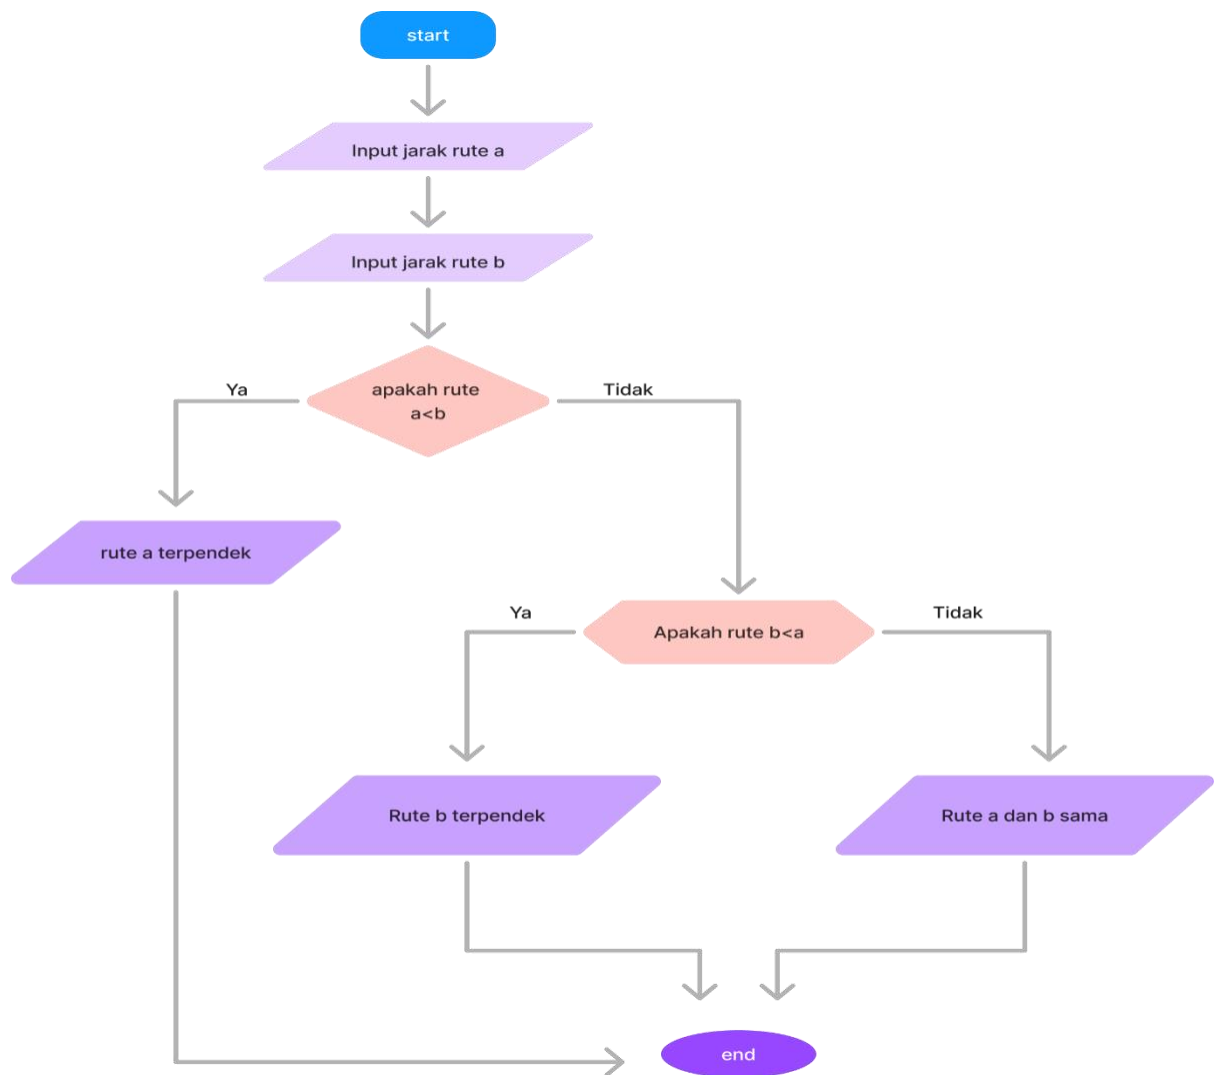 start
Input jarak rute a
Input jarak rute b
apakah rute
a<b
Ya
Tidak
rute a terpendek
Apakah rute b<a
Ya
Tidak
Rute b terpendek
Rute a dan b sama
end